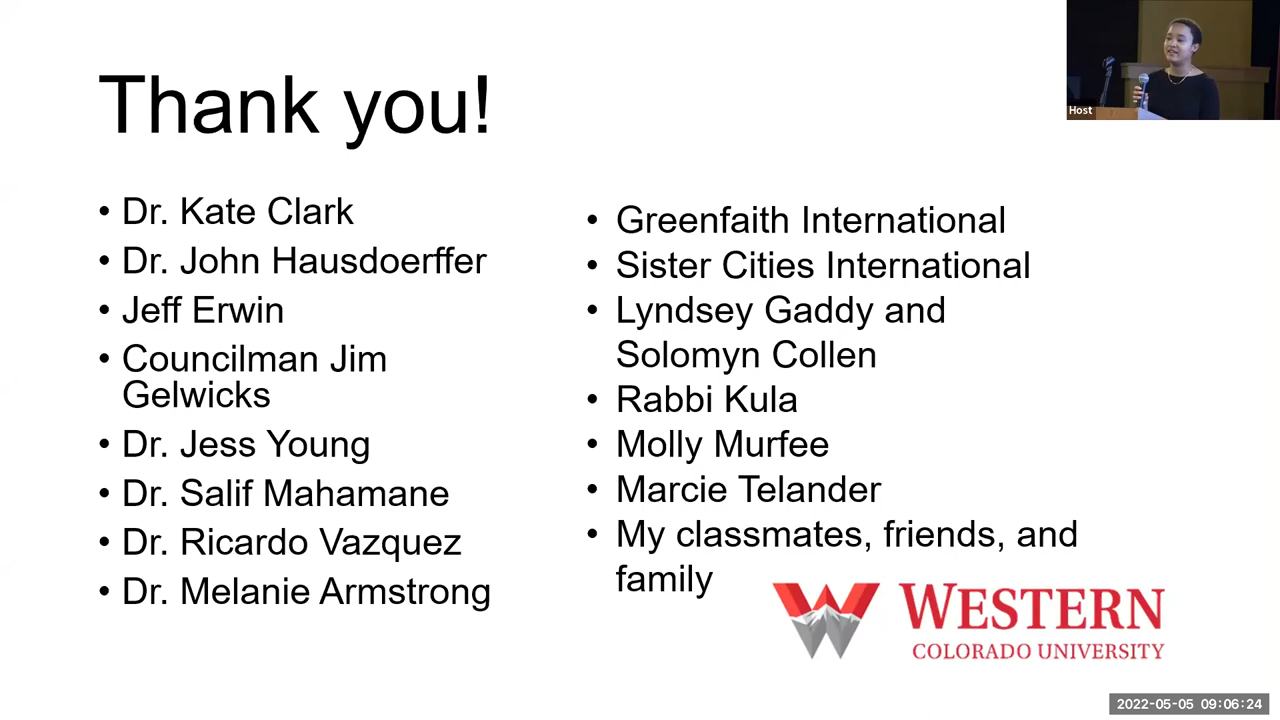 Thank you!
• Dr. Kate Clark
• Dr. John Hausdoerffer
• Jeff Erwin
• Councilman Jim
Gelwicks
• Dr. Jess Young
• Dr. Salif Mahamane
• Dr. Ricardo Vazquez
• Dr. Melanie Armstrong
• Greenfaith International
• Sister Cities International
• Lyndsey Gaddy and
Solomyn Collen
• Rabbi Kula
• Molly Murfee
• Marcie Telander
• My classmates, friends, and
family
WESTERN
COLORADO UNIVERSITY
Host
2022-05-05 09:06:24